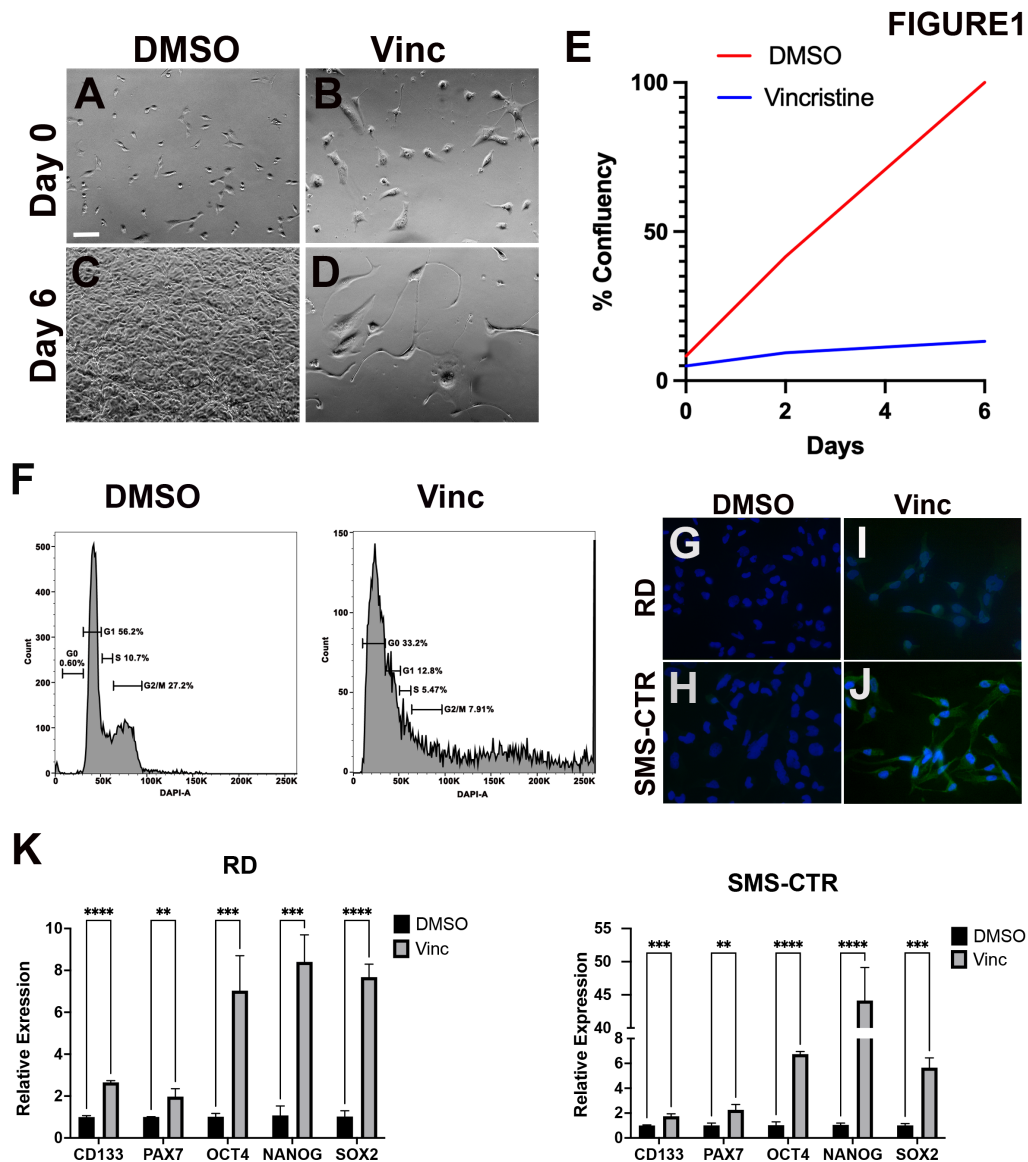 FIGURE1
DMSO
Vinc
Day 0
Day 6
A
B
C
D
E
DMSO
Vincristine
100
50
0
% Confluency
0
2
4
6
Days
F
DMSO
Vinc
500
400
300
200
100
0
Count
G0
0.60%
G1 56.2%
S 10.7%
G2/M 27.2%
0
50K
100K
150K
200K
250K
DAPI-A
150
100
50
0
Count
G0 33.2%
G1 12.8%
S 5.47%
G2/M 7.91%
0
50K
100K
150K
200K
250K
DAPI-A
DMSO
Vinc
RD
SMS-CTR
G
I
H
J
K
RD
DMSO
Vinc
10
8
6
4
2
0
Relative Exression
****
**
***
***
****
CD133
PAX7
OCT4
NANOG
SOX2
SMS-CTR
DMSO
Vinc
55
50
45
40
8
6
4
2
0
Relative Expression
***
**
****
****
***
CD133
PAX7
OCT4
NANOG
SOX2